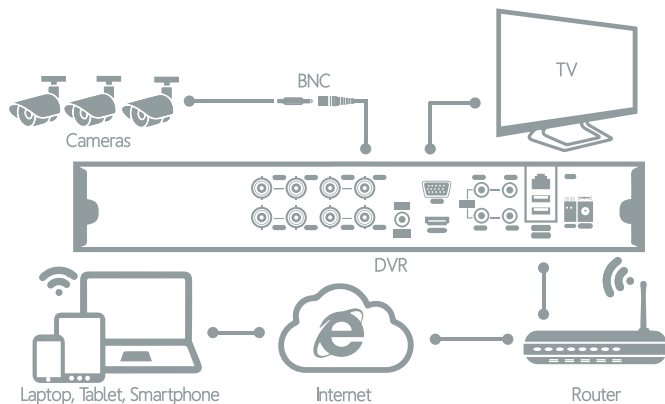 BNC
TV
Cameras
DVR
Laptop, Tablet, Smartphone
Internet
Router